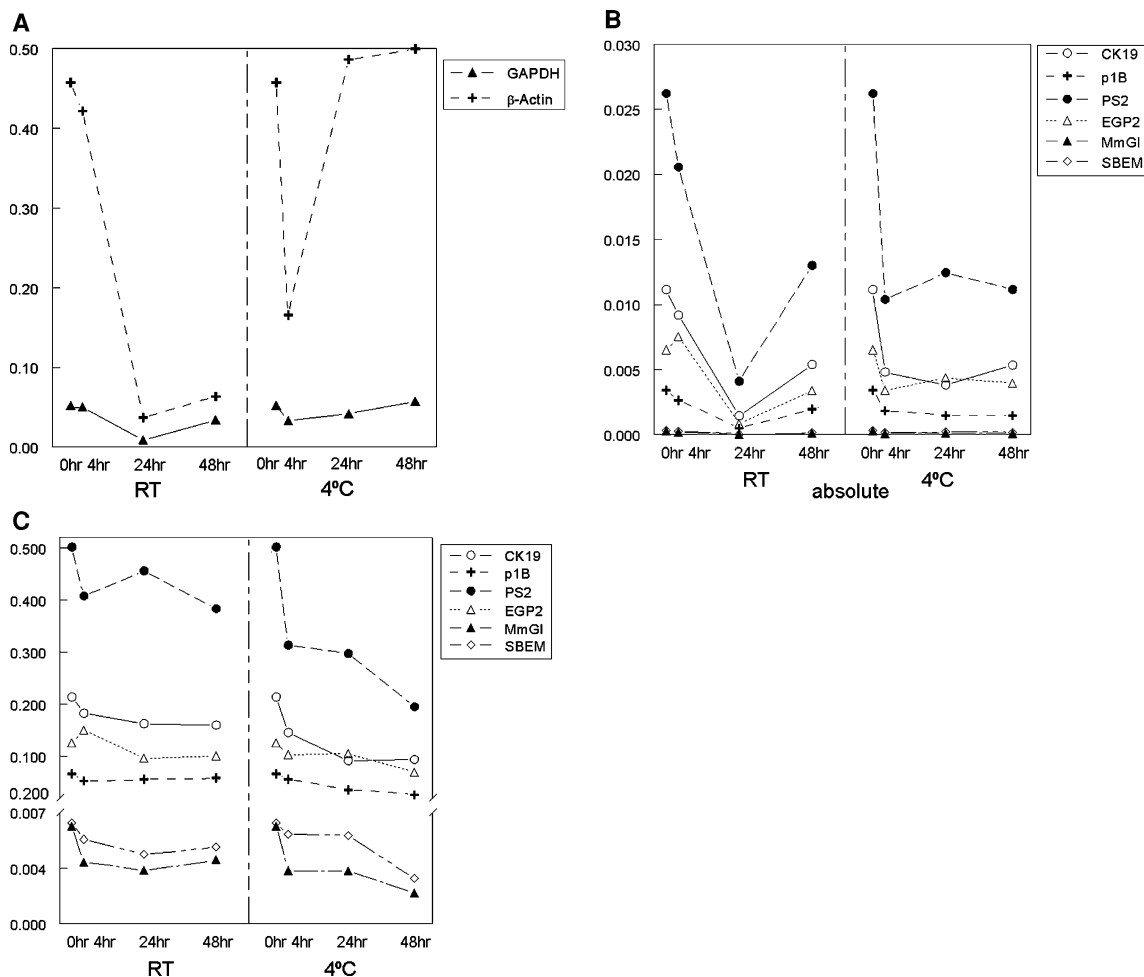 A
0.50
0.40
0.50
0.20
0.10
0.00
0hr 4hr 24hr 48hr 0hr 4hr 24hr 48hr
RT 4ºC
GAPDH
β-Actin
B
0.030
0.025
0.020
0.015
0.010
0.005
0.000
0hr 4hr 24hr 48hr 0hr 4hr 24hr 48hr
RT absolute 4ºC
CK19
p1B
PS2
EGP2
MmGl
SBEM
C
0.500
0.400
0.300
0.200
0.100
0.200
0.007
0.004
0.000
0hr 4hr 24hr 48hr 0hr 4hr 24hr 48hr
RT 4ºC
CK19
p1B
PS2
EGP2
MmGl
SBEM